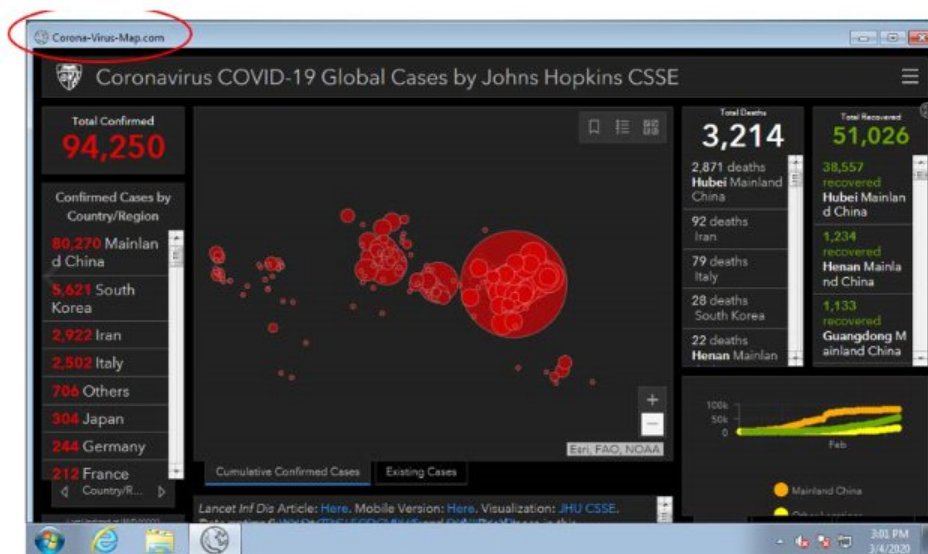 Corona-Virus-Map.com
Coronavirus COVID-19 Global Cases by Johns Hopkins CSSE
Total Confirmed
94,250
Confirmed Cases by
Country/Region
80,270 Mainlan
d China
5,621 South
Korea
2,922 Iran
2,502 Italy
706 Others
304 Japan
244 Germany
212 France
Country/R...
Esri, FAO, NOAA
Cumulative Confirmed Cases
Existing Cases
Lancet Inf Dis Article: Here. Mobile Version: Here. Visualization: JHU CSSE.
Total Deaths
3,214
2,871 deaths
Hubei Mainland
China
92 deaths
Iran
79 deaths
Italy
28 deaths
South Korea
22 deaths
Henan Mainlan
Total Recovered
51,026
38,557
recovered
Hubei Mainlan
d China
1,234
recovered
Henan Mainla
nd China
1,133
recovered
Guangdong M
ainland China
100k
50k
0
Feb
Mainland China
3:01 PM
3/4/2020